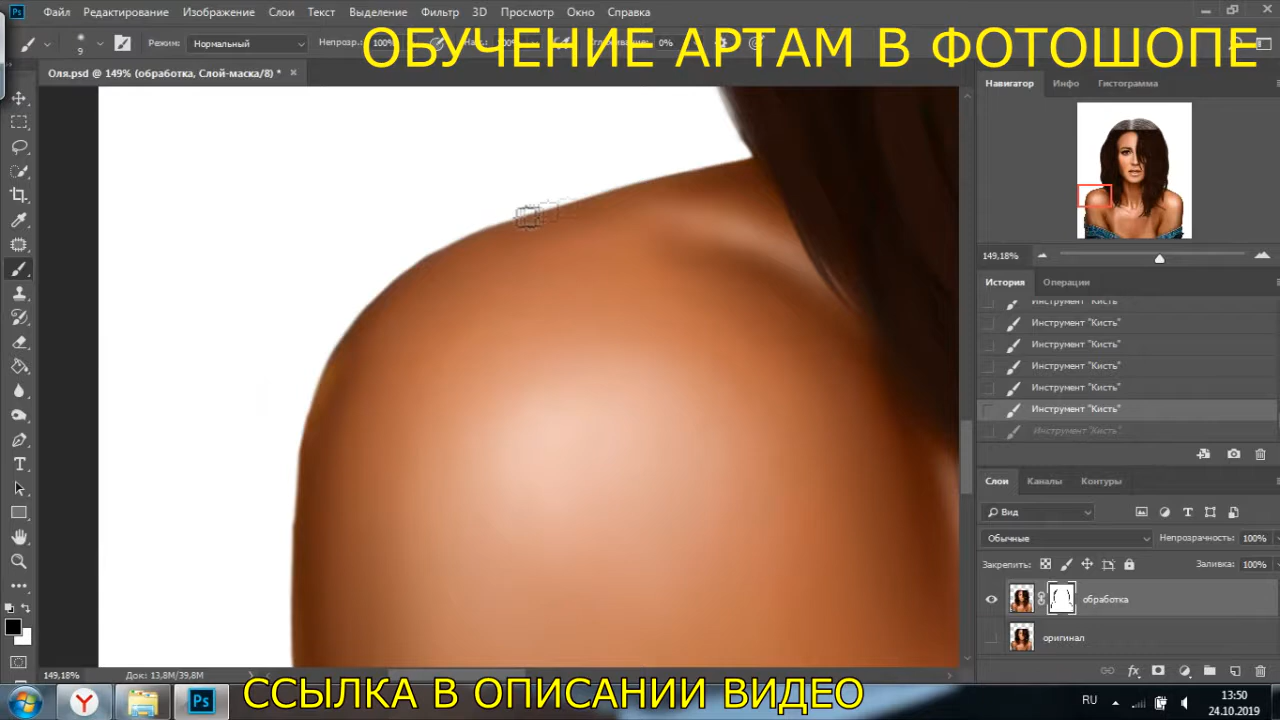 Файл Редактирование Изображение Слои Текст Выделение Фильтр 3D Просмотр Окно Справка
ОБУЧЕНИЕ АРТАМ В ФОТОШОПЕ
9 Режим: Нормальный Непрозр.: 100% 100% 0%
Оля.psd @ 149% (обработка, Слой-маска/8) *
Навигатор Инфо Гистограмма
149,18%
История Операции
Инструмент "Кисть"
Инструмент "Кисть"
Инструмент "Кисть"
Инструмент "Кисть"
Инструмент "Кисть"
Инструмент "Кисть"
Инструмент "Кисть"
Слои Каналы Контуры
Вид
Обычные Непрозрачность: 100%
Закрепить: Заливка: 100%
обработка
оригинал
149,18% Док: 13,8M/39,8M
ССЫЛКА В ОПИСАНИИ ВИДЕО
RU 13:50
24.10.2019